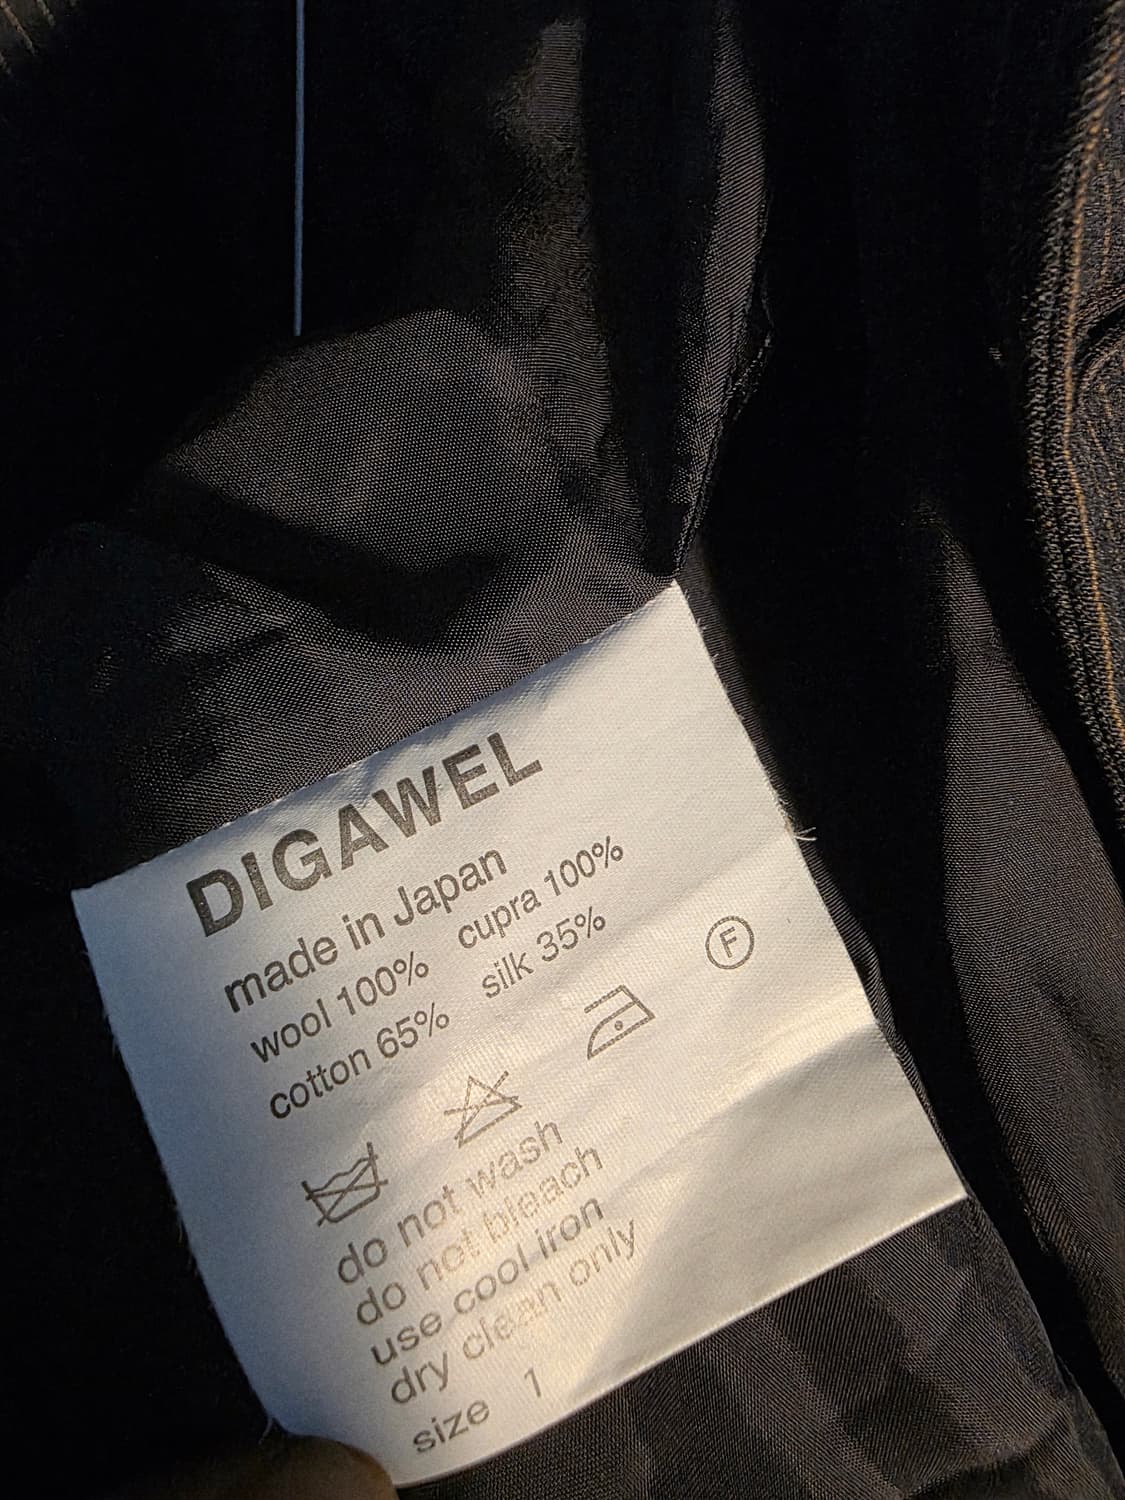 DIGAWEL
made in Japan
wool 100% cupra 100%
cotton 65% silk 35%
F
do not wash
do not bleach
use cool iron
dry clean only
size 1